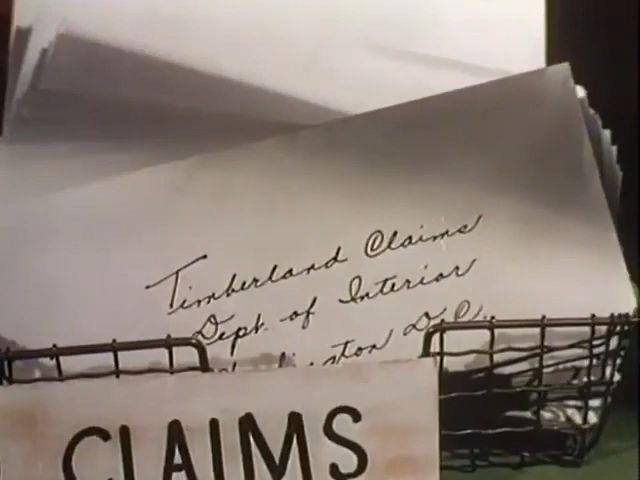 Timberland Claims
Dept. of Interior
D.C.
CLAIMS